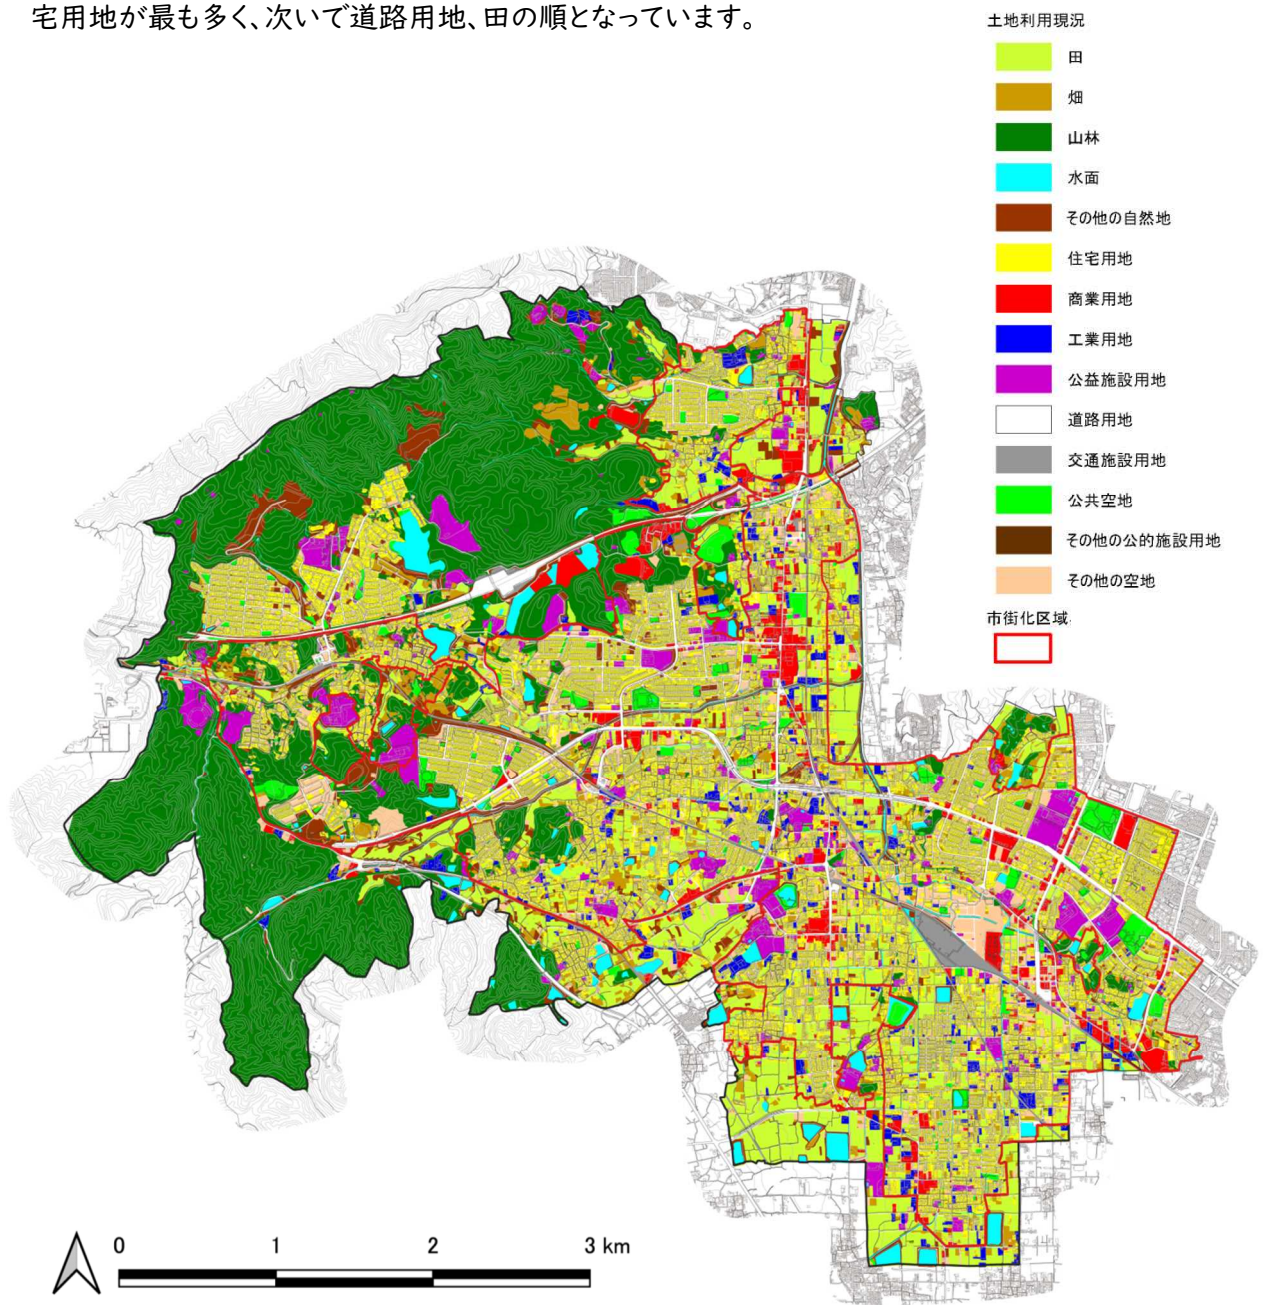 宅用地が最も多く、次いで道路用地、田の順となっています。
土地利用現況
田
畑
山林
水面
その他の自然地
住宅用地
商業用地
工業用地
公益施設用地
道路用地
交通施設用地
公共空地
その他の公的施設用地
その他の空地
市街化区域
0 1 2 3 km